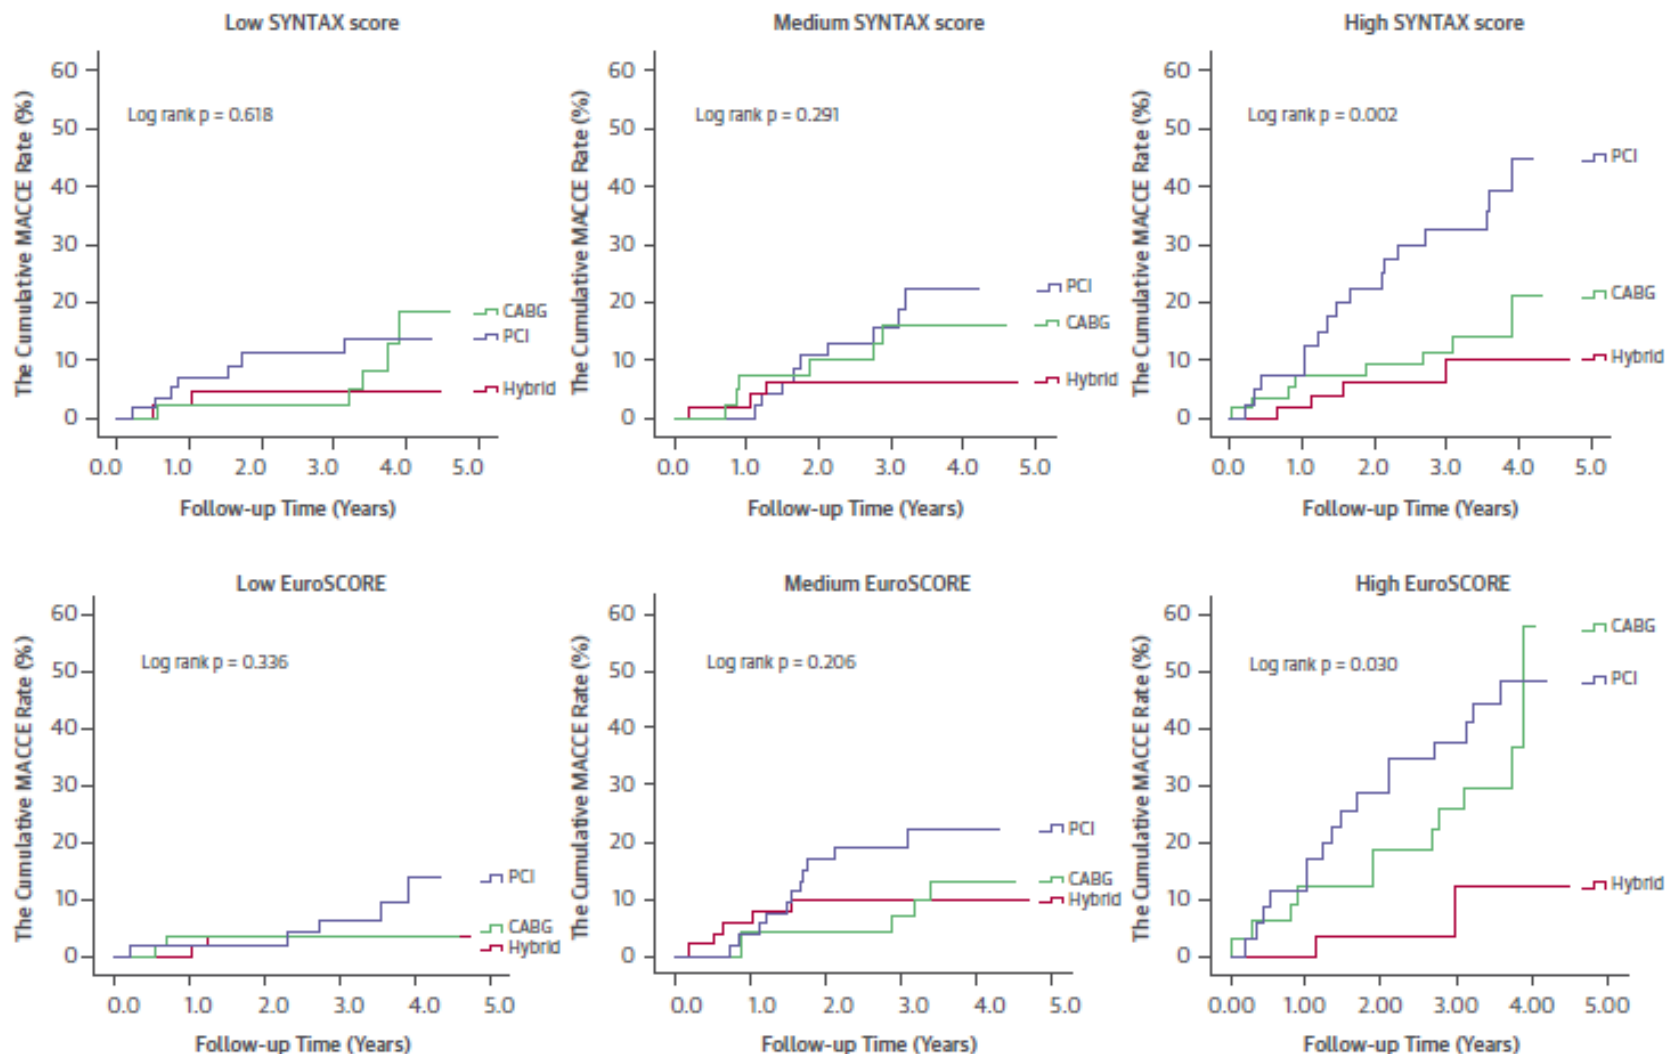 Low SYNTAX score
The Cumulative MACCE Rate (%)
60
50
40
30
20
10
0
Log rank p = 0.618
CABG
PCI
Hybrid
0.0 1.0 2.0 3.0 4.0 5.0
Follow-up Time (Years)
Medium SYNTAX score
The Cumulative MACCE Rate (%)
60
50
40
30
20
10
0
Log rank p = 0.291
PCI
CABG
Hybrid
0.0 1.0 2.0 3.0 4.0 5.0
Follow-up Time (Years)
High SYNTAX score
The Cumulative MACCE Rate (%)
60
50
40
30
20
10
0
Log rank p = 0.002
PCI
CABG
Hybrid
0.0 1.0 2.0 3.0 4.0 5.0
Follow-up Time (Years)
Low EuroSCORE
The Cumulative MACCE Rate (%)
60
50
40
30
20
10
0
Log rank p = 0.336
PCI
CABG
Hybrid
0.0 1.0 2.0 3.0 4.0 5.0
Follow-up Time (Years)
Medium EuroSCORE
The Cumulative MACCE Rate (%)
60
50
40
30
20
10
0
Log rank p = 0.206
PCI
CABG
Hybrid
0.0 1.0 2.0 3.0 4.0 5.0
Follow-up Time (Years)
High EuroSCORE
The Cumulative MACCE Rate (%)
60
50
40
30
20
10
0
Log rank p = 0.030
CABG
PCI
Hybrid
0.0 1.00 2.00 3.00 4.00 5.00
Follow-up Time (Years)